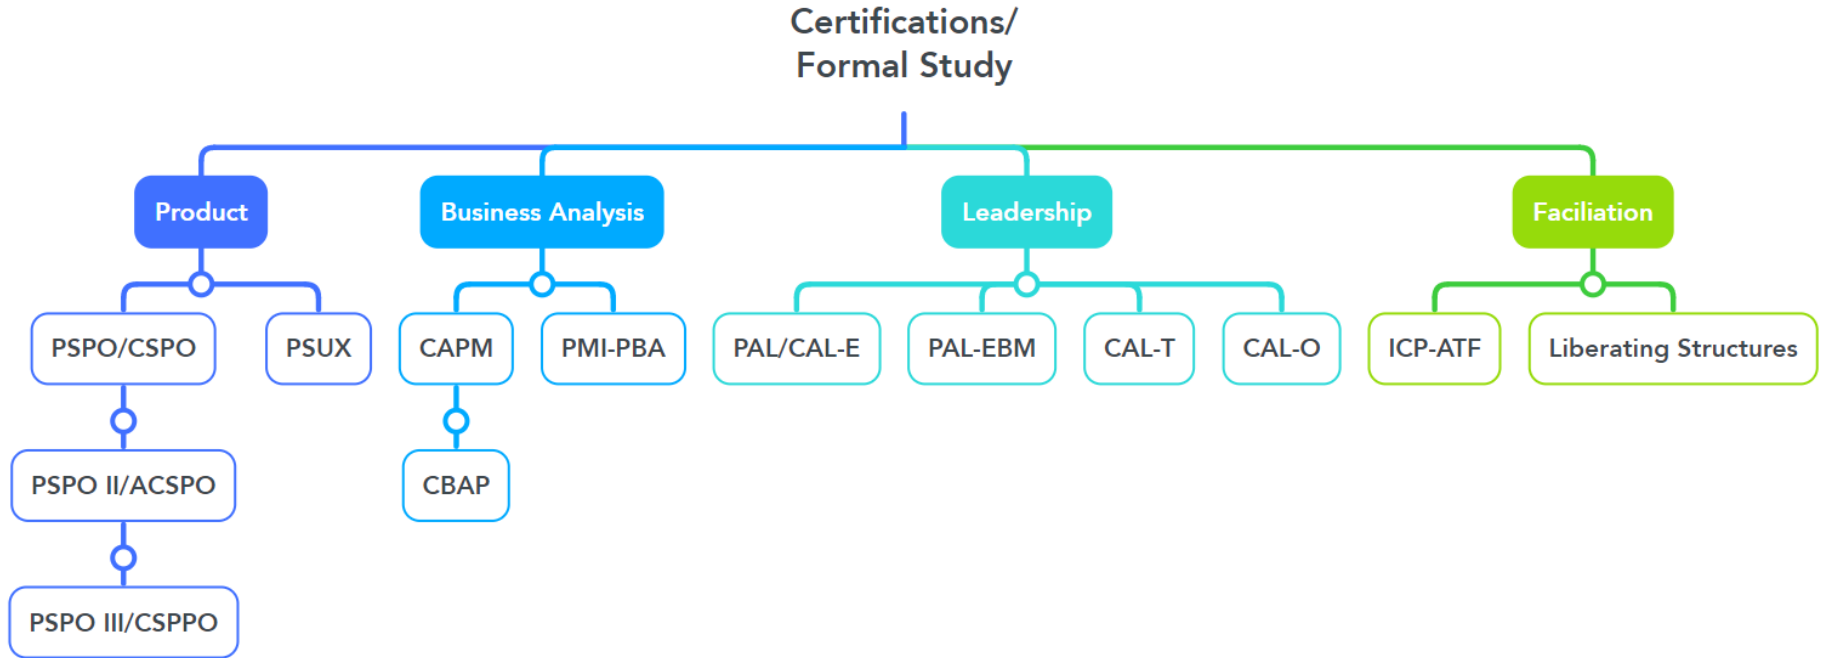 Certifications/
Formal Study
Product
Business Analysis
Leadership
Faciliation
PSPO/CSPO
PSUX
CAPM
PMI-PBA
PAL/CAL-E
PAL-EBM
CAL-T
CAL-O
ICP-ATF
Liberating Structures
PSPO II/ACSPO
CBAP
PSPO III/CSPPO